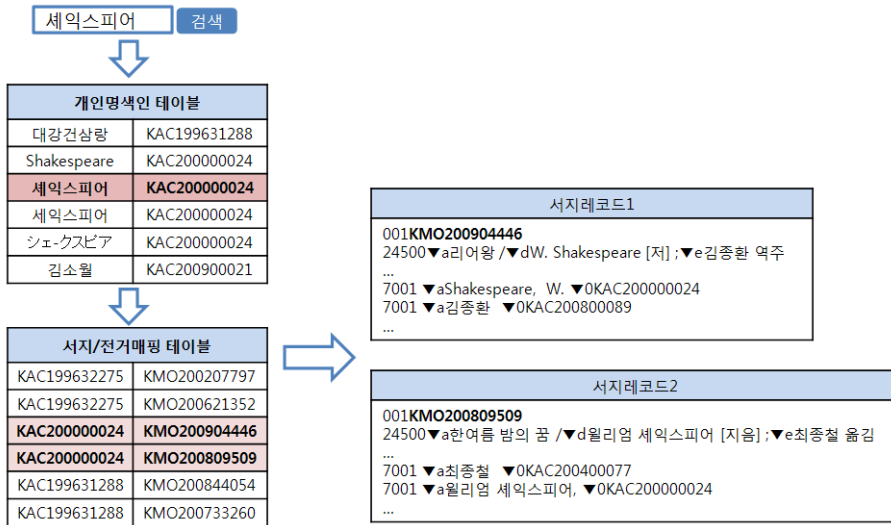 셰익스피어 검색
개인명색인 테이블
대강건삼랑 KAC199631288
Shakespeare KAC200000024
셰익스피어 KAC200000024
세익스피어 KAC200000024
シェ-クスピア KAC200000024
김소월 KAC200900021
서지/전거매핑 테이블
KAC199632275 KMO200207797
KAC199632275 KMO200621352
KAC200000024 KMO200904446
KAC200000024 KMO200809509
KAC199631288 KMO200844054
KAC199631288 KMO200733260
서지레코드1
001KMO200904446
24500▼a리어왕 /▼dW. Shakespeare [저] ;▼e김종환 역주
...
7001 ▼aShakespeare, W. ▼0KAC200000024
7001 ▼a김종환 ▼0KAC200800089
...
서지레코드2
001KMO200809509
24500▼a한여름 밤의 꿈 /▼d윌리엄 셰익스피어 [지음] ;▼e최종철 옮김
...
7001 ▼a최종철 ▼0KAC200400077
7001 ▼a윌리엄 셰익스피어, ▼0KAC200000024
...